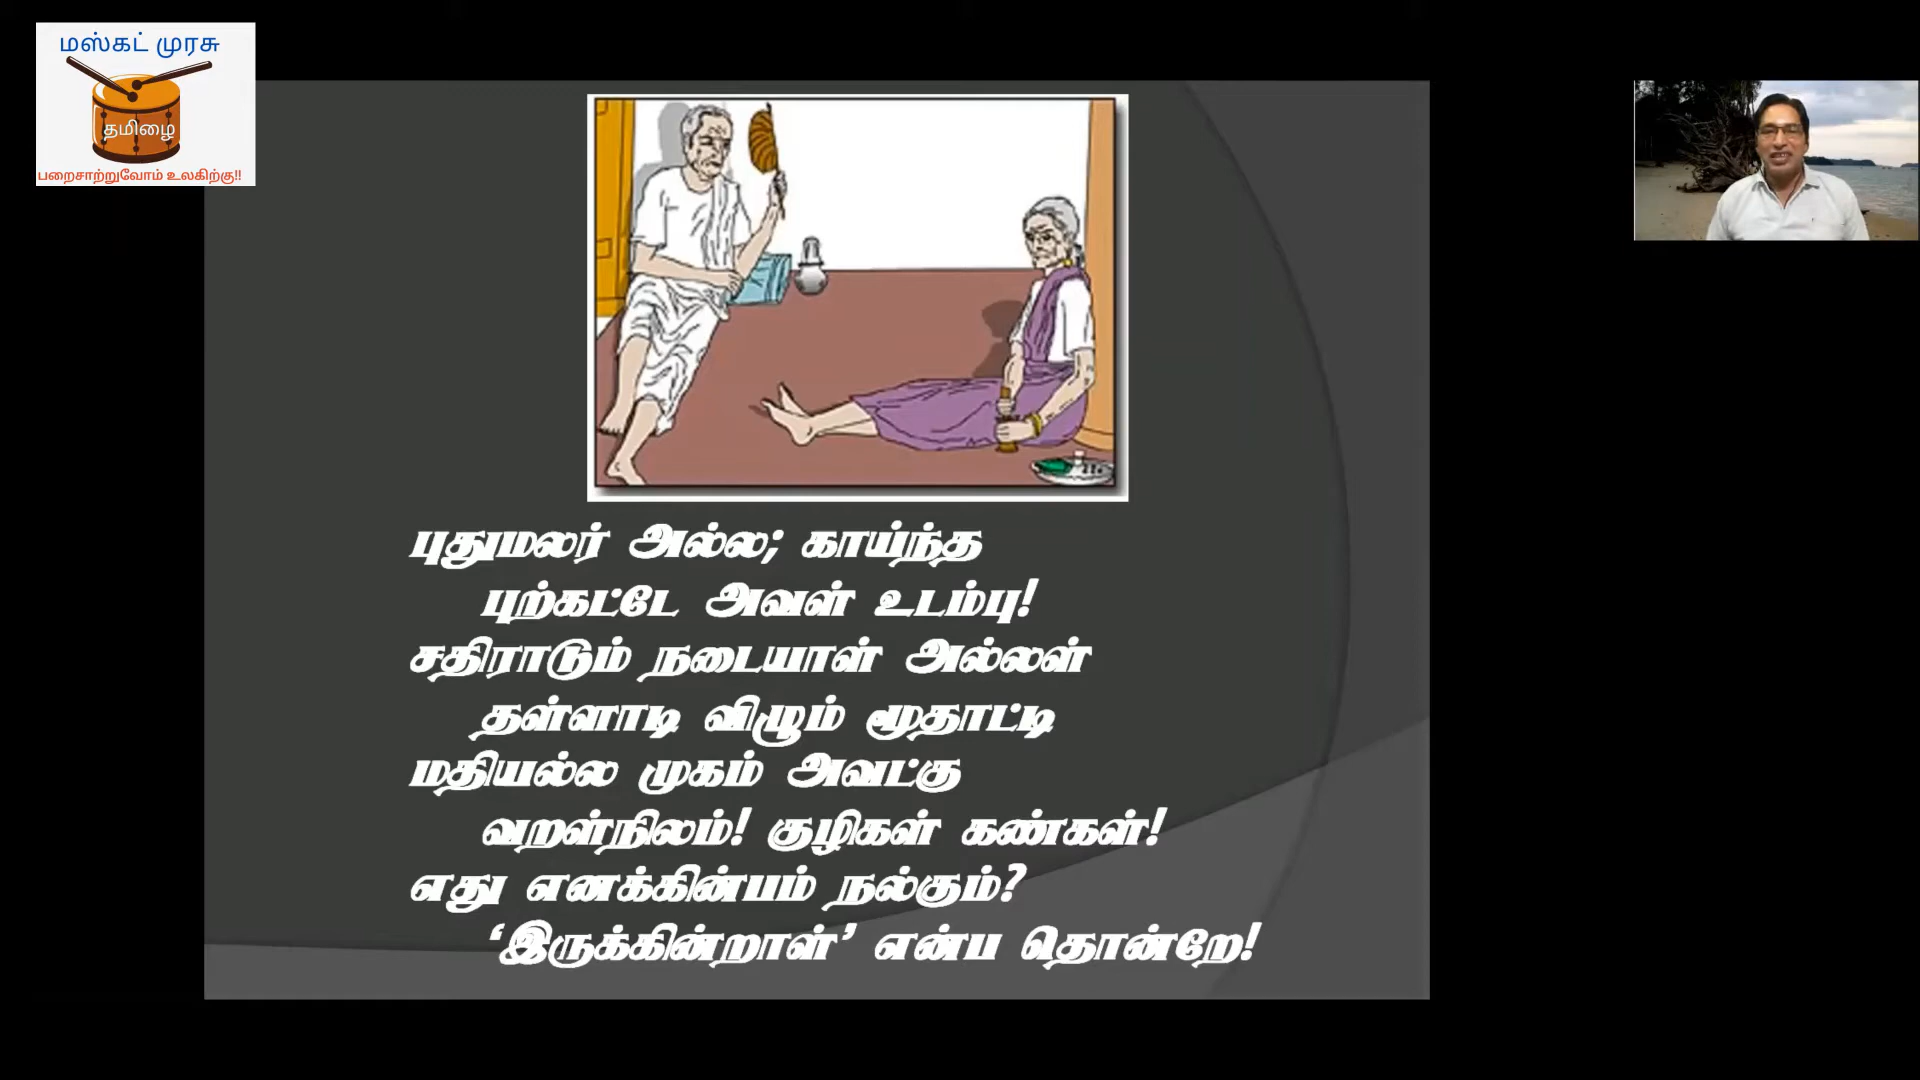 மஸ்கட் முரசு
தமிழை
பறைசாற்றுவோம் உலகிற்கு!!
புதுமலர் அல்ல; காய்ந்த
புற்கட்டே அவள் உடம்பு!
சதிராடும் நடையாள் அல்லள்
தள்ளாடி விழும் மூதாட்டி
மதியல்ல முகம் அவட்கு
வறள்நிலம்! குழிகள் கண்கள்!
எது எனக்கின்பம் நல்கும்?
‘இருக்கின்றாள்’ என்ப தொன்றே!